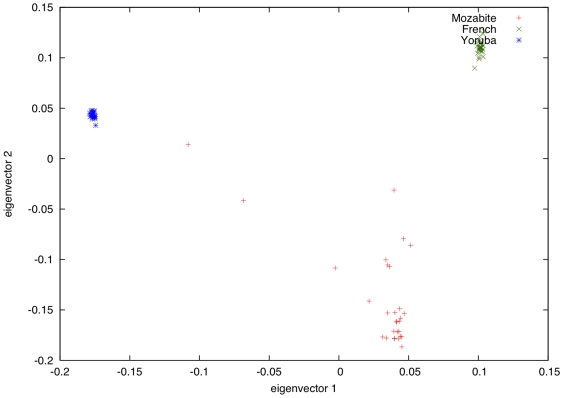 0.15
0.1
0.05
0
-0.05
-0.1
-0.15
-0.2
eigenvector 2
Mozabite
French
Yoruba
-0.2 -0.15 -0.1 -0.05 0 0.05 0.1 0.15
eigenvector 1